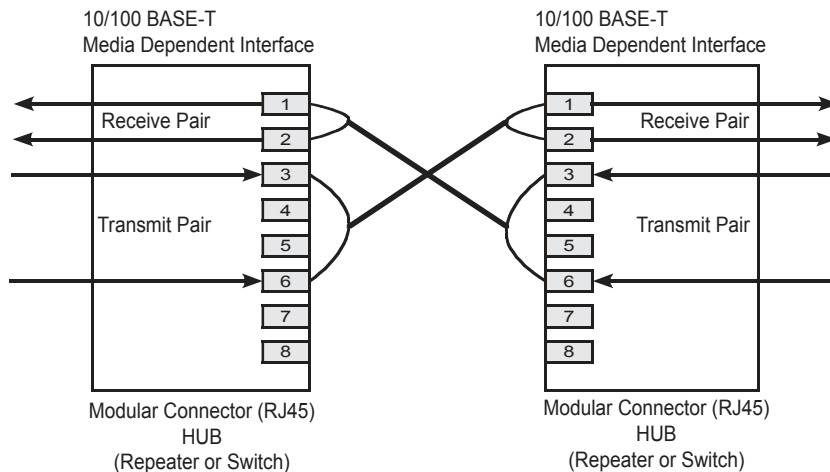 10/100 BASE-T
Media Dependent Interface
1
Receive Pair
2
3
4
Transmit Pair
5
6
7
8
Modular Connector (RJ45)
HUB
(Repeater or Switch)
10/100 BASE-T
Media Dependent Interface
1
Receive Pair
2
3
4
Transmit Pair
5
6
7
8
Modular Connector (RJ45)
HUB
(Repeater or Switch)